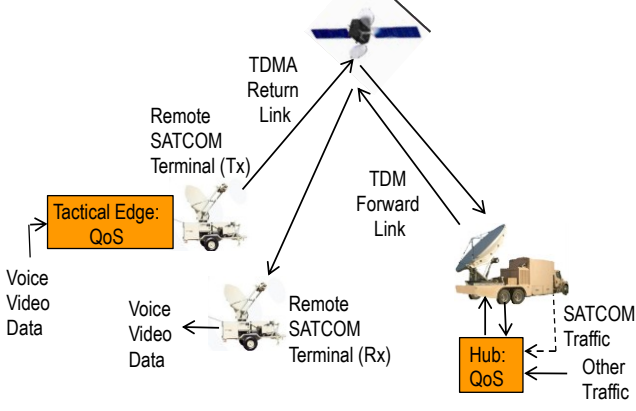 TDMA
Return
Link
Remote
SATCOM
Terminal (Tx)
Tactical Edge:
QoS
TDM
Forward
Link
Voice
Video
Data
Voice
Video
Data
Remote
SATCOM
Terminal (Rx)
SATCOM
Traffic
Hub:
QoS
Other
Traffic